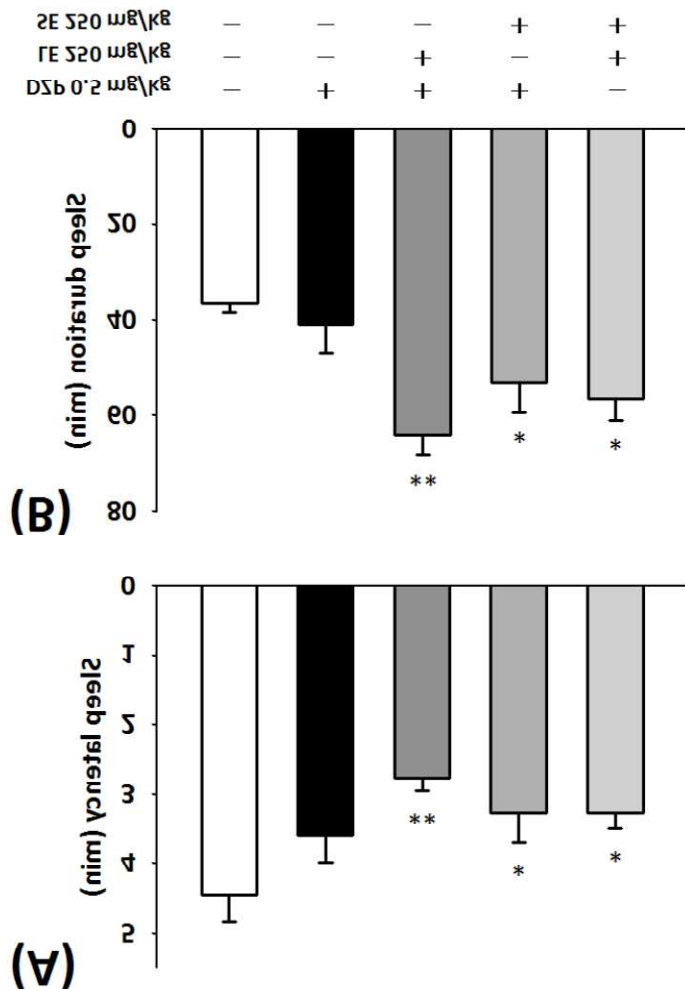 (A)
Sleep latency (min)
5
4
3
2
1
0
** * *
(B)
Sleep duration (min)
80
60
40
20
0
** * *
DZP 0.5 mg/kg − + + + −
LE 250 mg/kg − − + − +
SE 250 mg/kg − − − + +